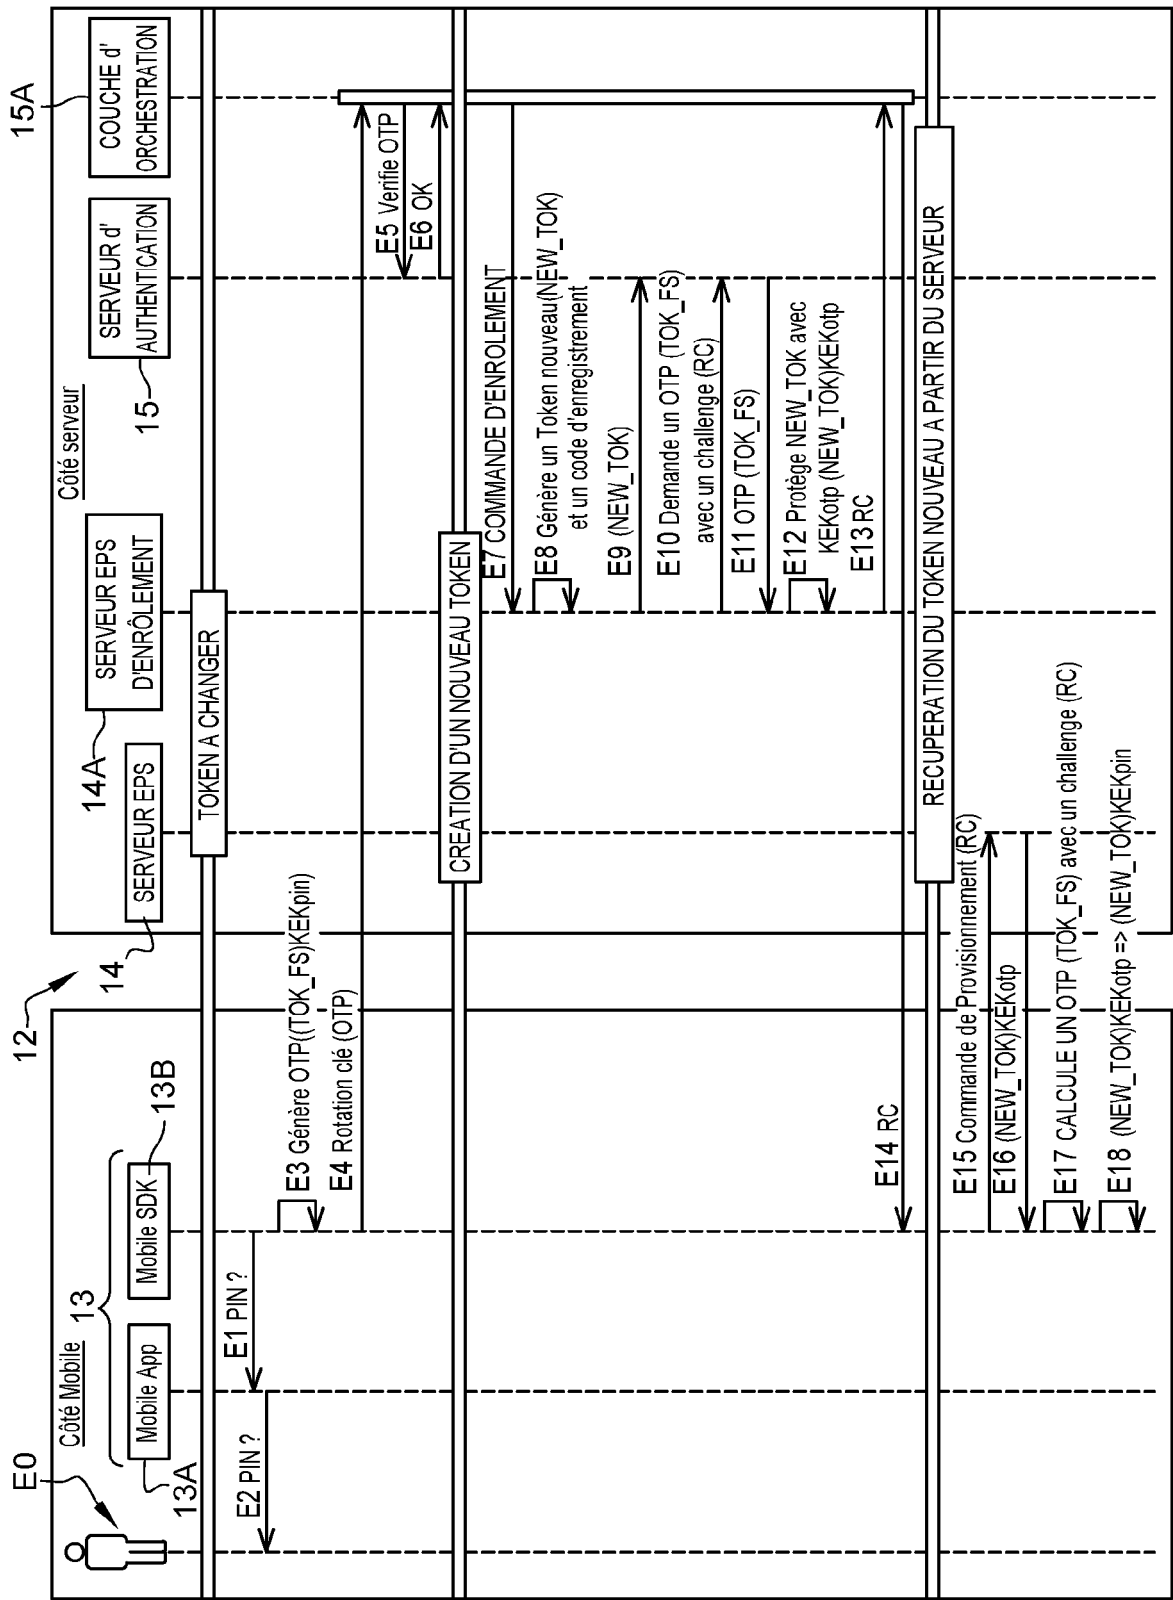 E0
12
Côté Mobile
Côté serveur
13
13A
Mobile App
Mobile SDK
13B
14
SERVEUR EPS
14A
SERVEUR EPS
D'ENRÔLEMENT
15
SERVEUR d'
AUTHENTICATION
15A
COUCHE d'
ORCHESTRATION
TOKEN A CHANGER
E1 PIN ?
E2 PIN ?
E3 Génère OTP((TOK_FS)KEKpin)
E4 Rotation clé (OTP)
E5 Verifie OTP
E6 OK
CREATION D'UN NOUVEAU TOKEN
E7 COMMANDE D'ENROLEMENT
E8 Génère un Token nouveau(NEW_TOK)
et un code d'enregistrement
E9 (NEW_TOK)
E10 Demande un OTP (TOK_FS)
avec un challenge (RC)
E11 OTP (TOK_FS)
E12 Protège NEW_TOK avec
KEKotp (NEW_TOK)KEKotp
E13 RC
E14 RC
RECUPERATION DU TOKEN NOUVEAU A PARTIR DU SERVEUR
E15 Commande de Provisionnement (RC)
E16 (NEW_TOK)KEKotp
E17 CALCULE UN OTP (TOK_FS) avec un challenge (RC)
E18 (NEW_TOK)KEKotp => (NEW_TOK)KEKpin